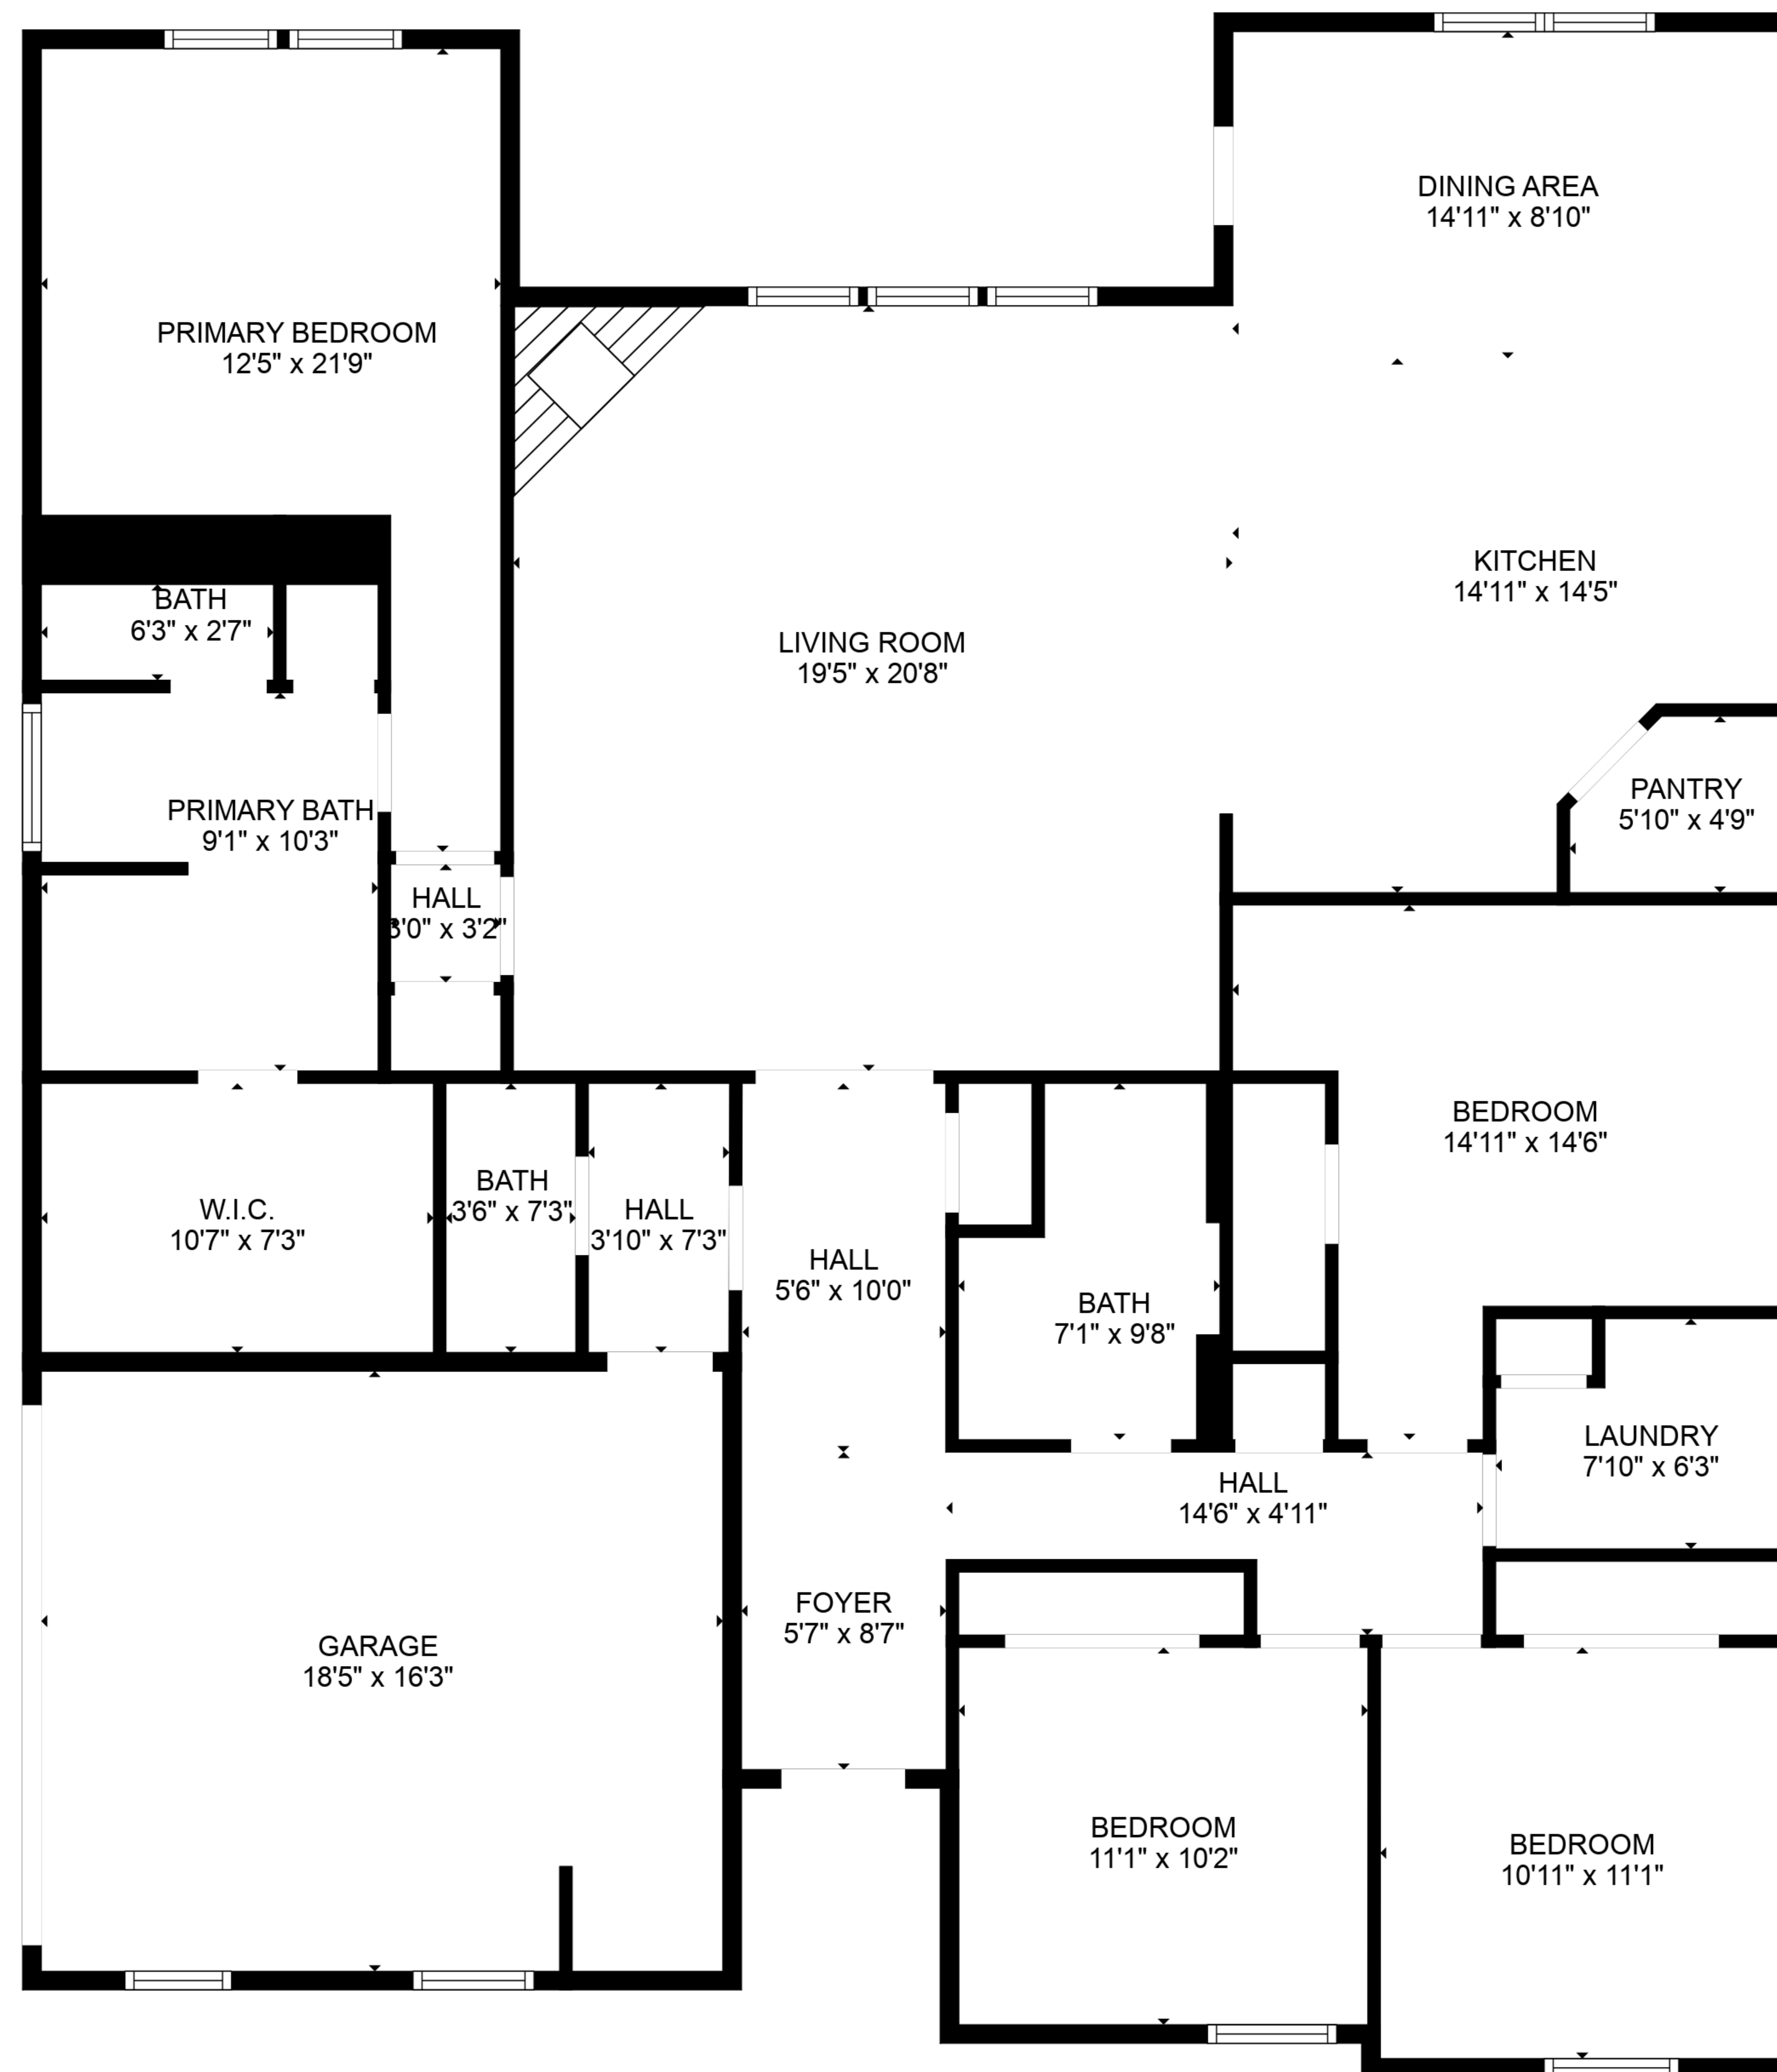 DINING AREA
14'11" x 8'10"
PRIMARY BEDROOM
12'5" x 21'9"
KITCHEN
14'11" x 14'5"
BATH
6'3" x 2'7"
LIVING ROOM
19'5" x 20'8"
PANTRY
5'10" x 4'9"
PRIMARY BATH
9'1" x 10'3"
HALL
3'0" x 3'2"
BEDROOM
14'11" x 14'6"
BATH
3'6" x 7'3"
W.I.C.
10'7" x 7'3"
HALL
3'10" x 7'3"
HALL
5'6" x 10'0"
BATH
7'1" x 9'8"
LAUNDRY
7'10" x 6'3"
HALL
14'6" x 4'11"
FOYER
5'7" x 8'7"
GARAGE
18'5" x 16'3"
BEDROOM
11'1" x 10'2"
BEDROOM
10'11" x 11'1"